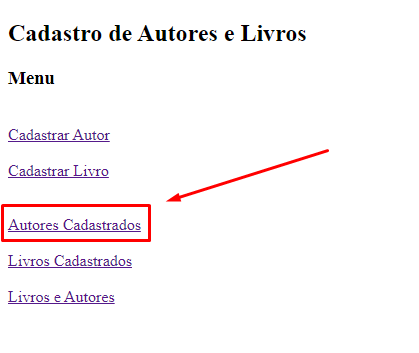 Cadastro de Autores e Livros
Menu
Cadastrar Autor
Cadastrar Livro
Autores Cadastrados
Livros Cadastrados
Livros e Autores